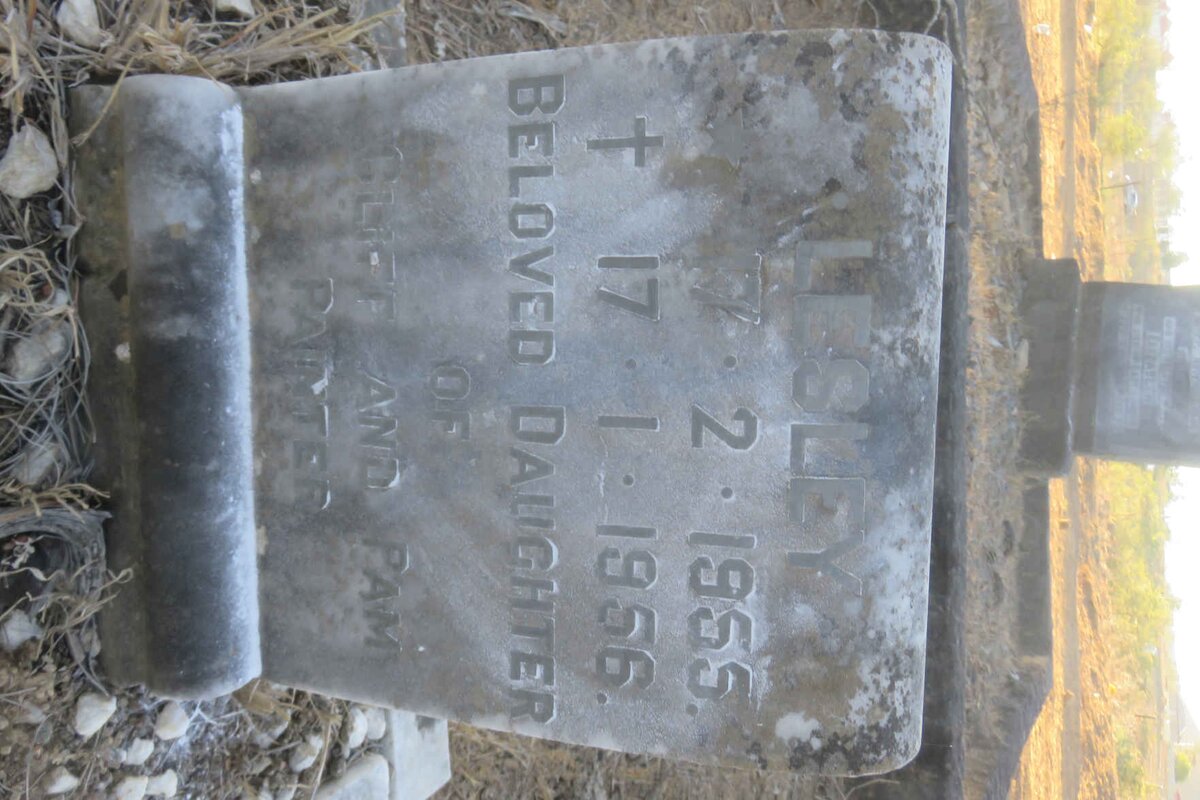 LESLEY
★ 17.2.1955.
✝ 17.1.1956.
BELOVED DAUGHTER
OF
CLIFF AND PAM
PAINTER